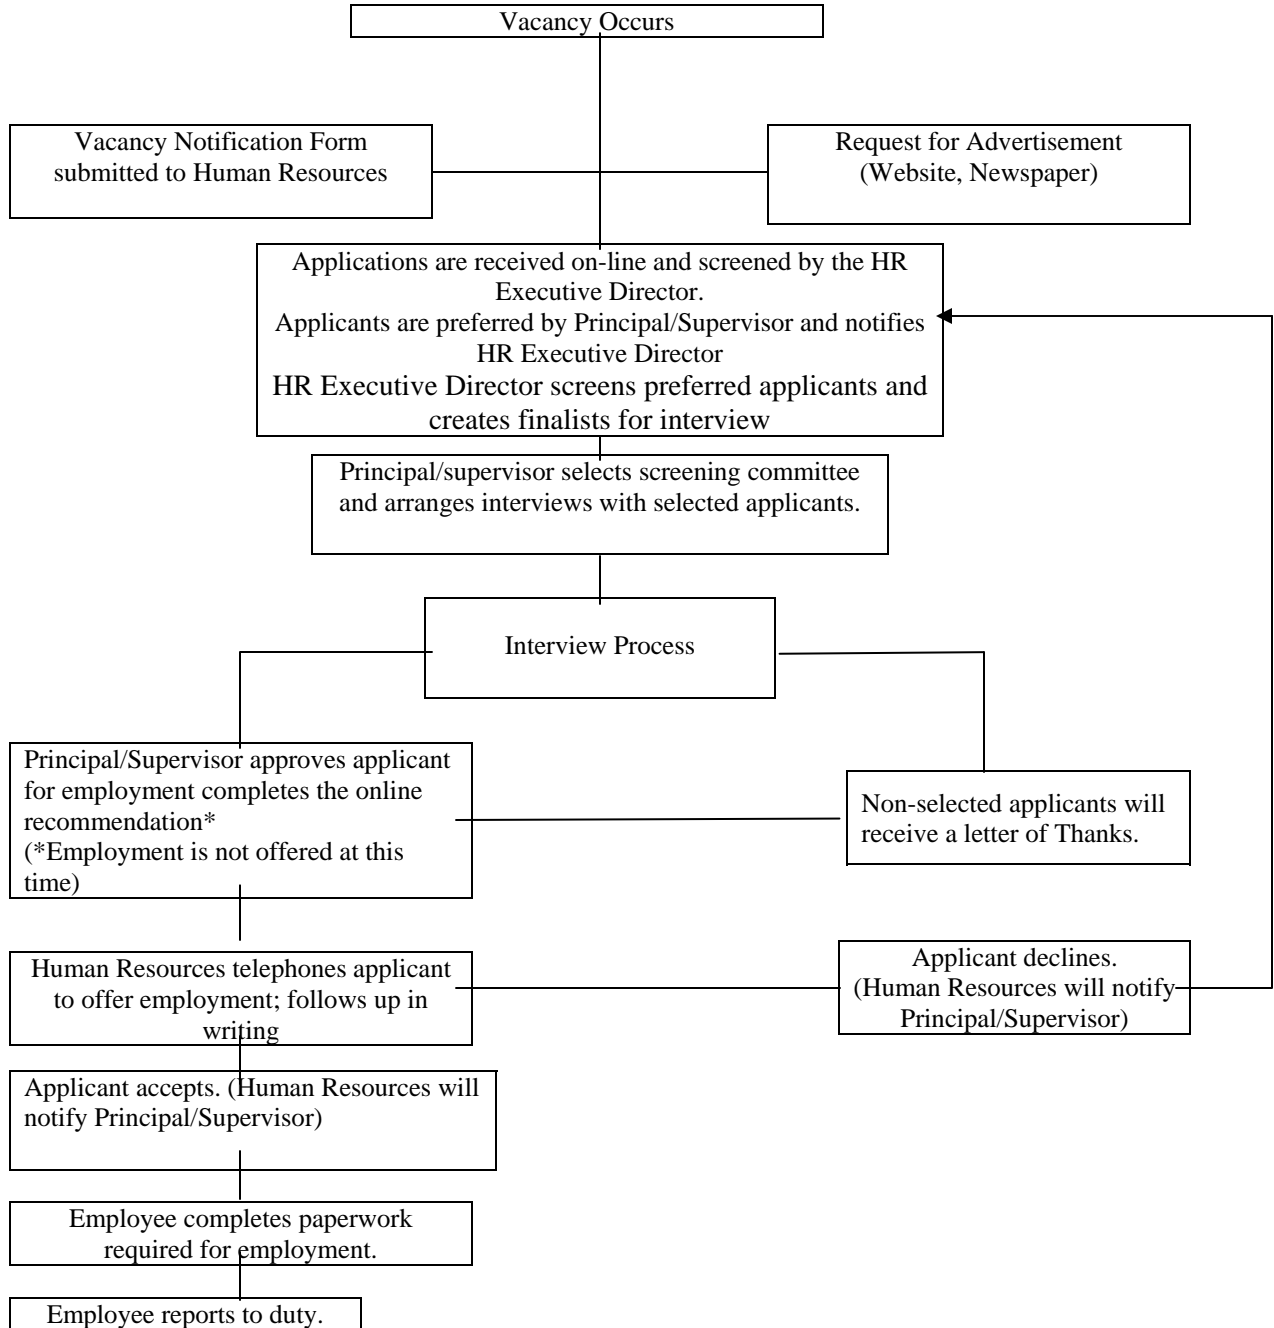 Vacancy Occurs
Vacancy Notification Form
submitted to Human Resources
Request for Advertisement
(Website, Newspaper)
Applications are received on-line and screened by the HR
Executive Director.
Applicants are preferred by Principal/Supervisor and notifies
HR Executive Director
HR Executive Director screens preferred applicants and
creates finalists for interview
Principal/supervisor selects screening committee
and arranges interviews with selected applicants.
Interview Process
Principal/Supervisor approves applicant
for employment completes the online
recommendation*
(*Employment is not offered at this
time)
Non-selected applicants will
receive a letter of Thanks.
Human Resources telephones applicant
to offer employment; follows up in
writing
Applicant declines.
(Human Resources will notify
Principal/Supervisor)
Applicant accepts. (Human Resources will
notify Principal/Supervisor)
Employee completes paperwork
required for employment.
Employee reports to duty.